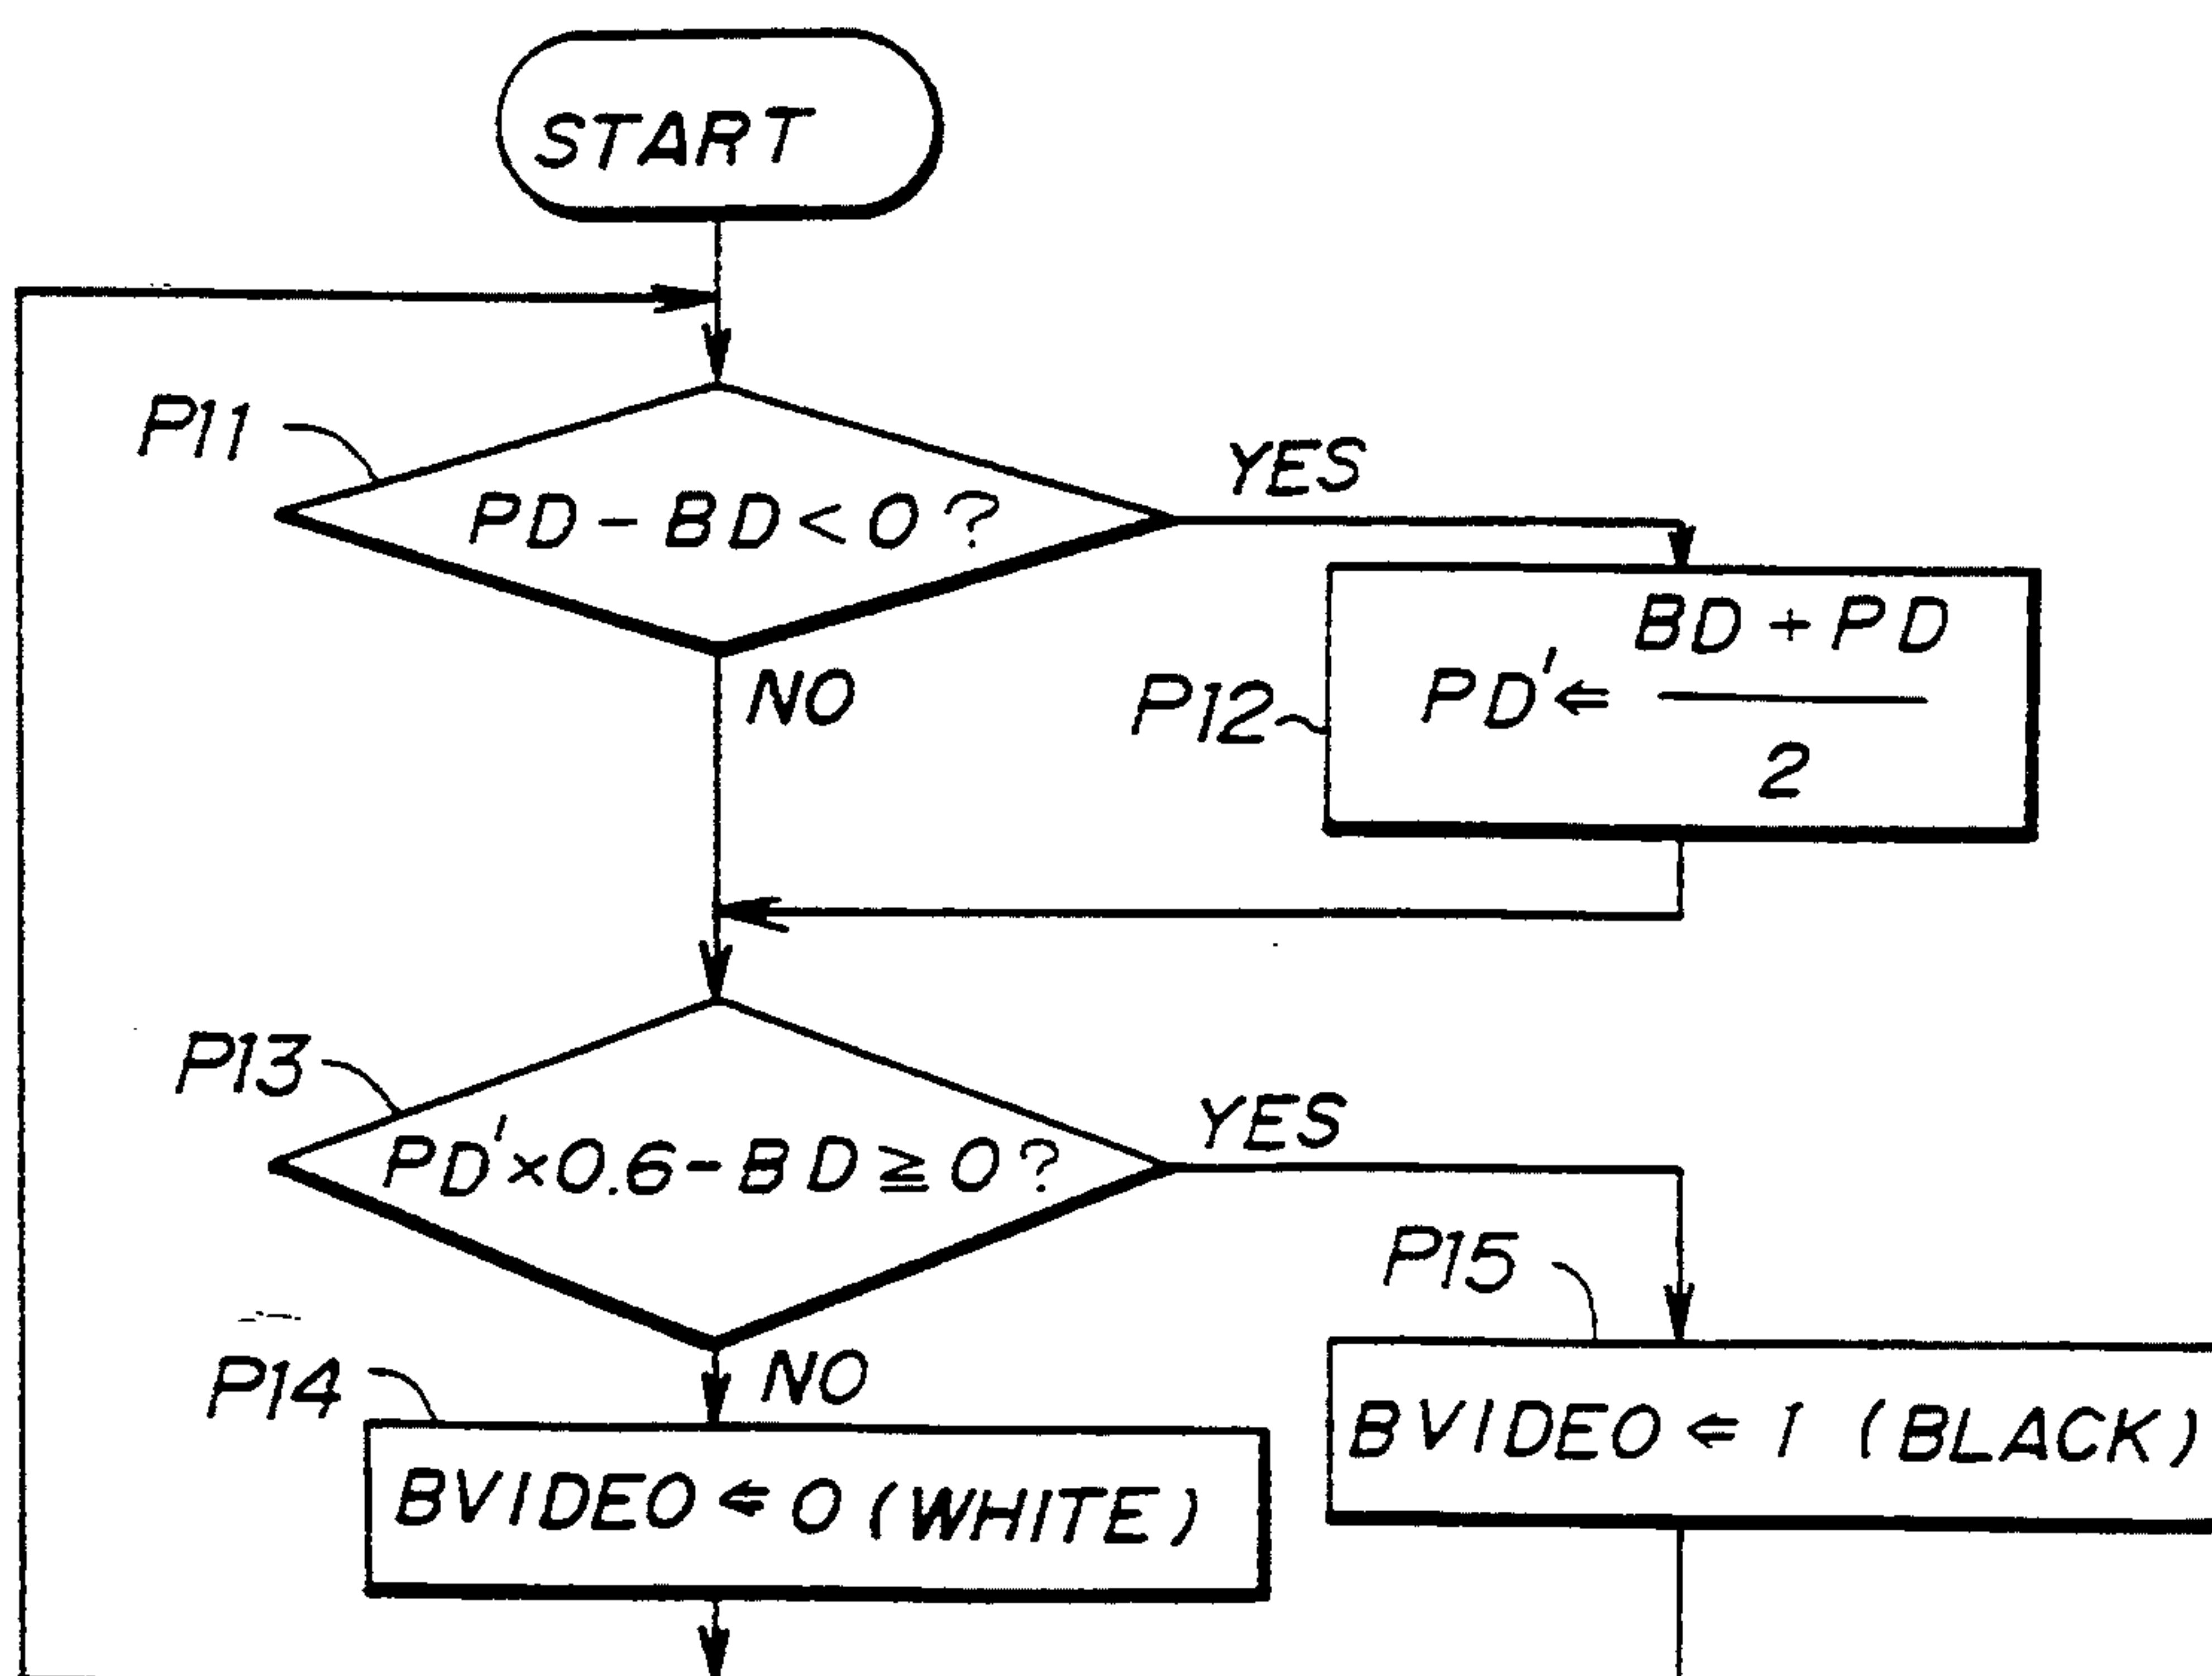 START
P11
PD - BD < 0 ?
YES
NO
P12
PD' ⇐ BD + PD
2
P13
PD' × 0.6 - BD ≧ 0 ?
YES
NO
P14
BVIDEO ⇐ 0 (WHITE)
P15
BVIDEO ⇐ 1 (BLACK)